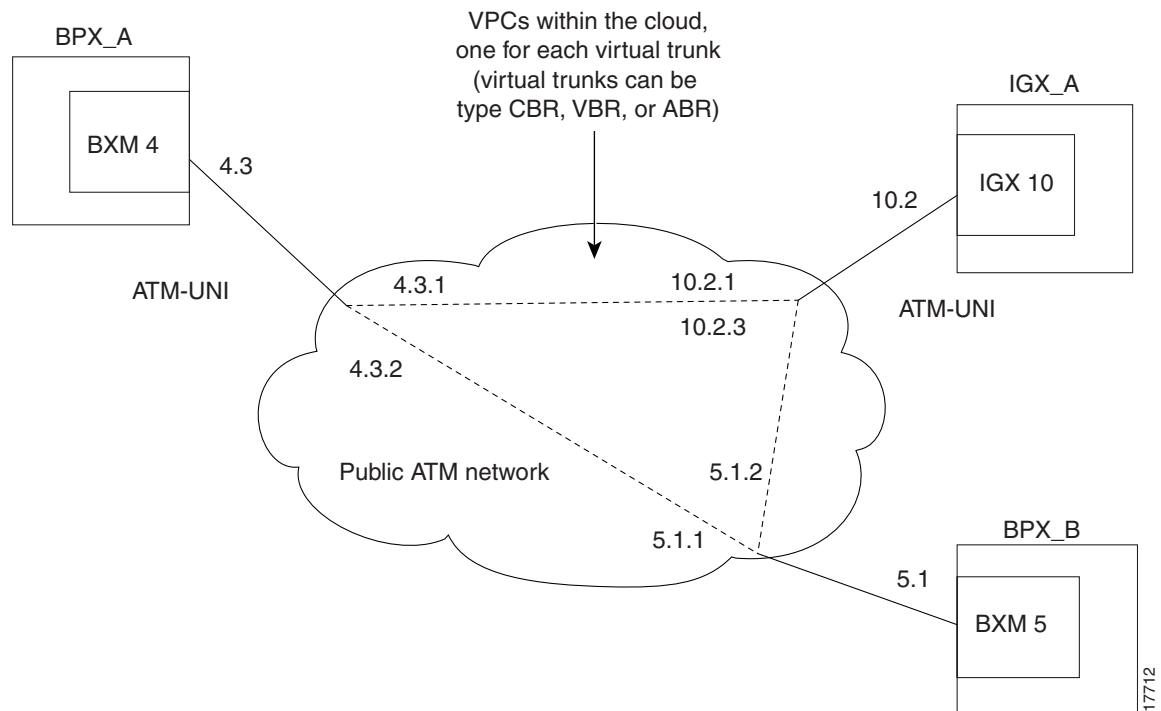 VPCs within the cloud,
one for each virtual trunk
(virtual trunks can be
type CBR, VBR, or ABR)
BPX_A
BXM 4
4.3
IGX_A
IGX 10
10.2
ATM-UNI
4.3.1
10.2.1
ATM-UNI
10.2.3
4.3.2
Public ATM network
5.1.2
5.1.1
BPX_B
5.1
BXM 5
17712